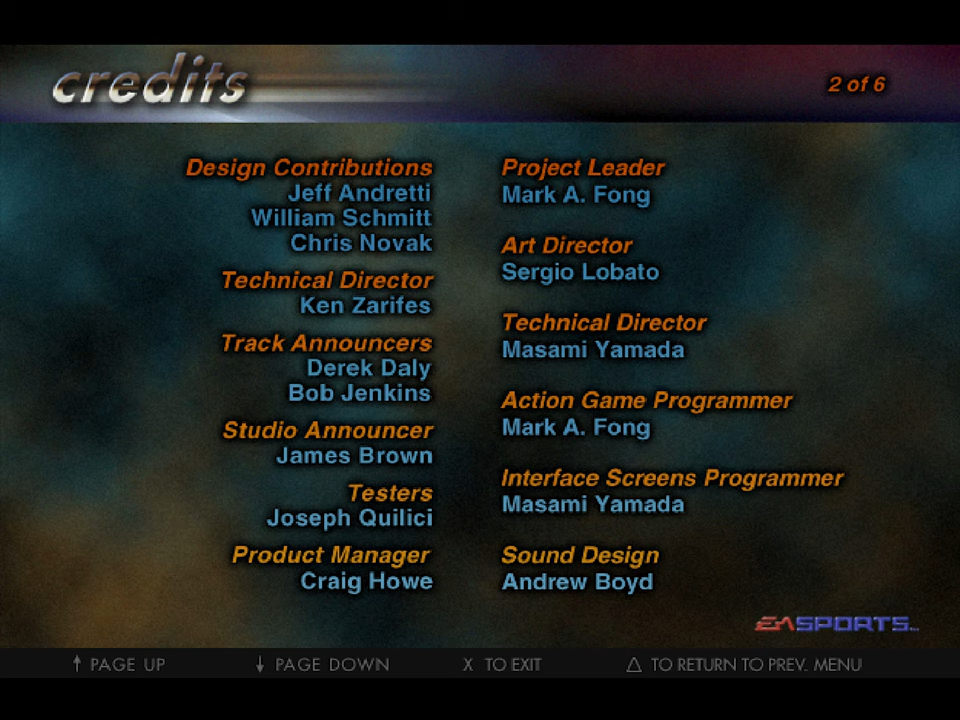 credits
2 of 6
Design Contributions
Jeff Andretti
William Schmitt
Chris Novak
Technical Director
Ken Zarifes
Track Announcers
Derek Daly
Bob Jenkins
Studio Announcer
James Brown
Testers
Joseph Quilici
Product Manager
Craig Howe
Project Leader
Mark A. Fong
Art Director
Sergio Lobato
Technical Director
Masami Yamada
Action Game Programmer
Mark A. Fong
Interface Screens Programmer
Masami Yamada
Sound Design
Andrew Boyd
EA SPORTS
↑ PAGE UP ↓ PAGE DOWN X TO EXIT △ TO RETURN TO PREV. MENU